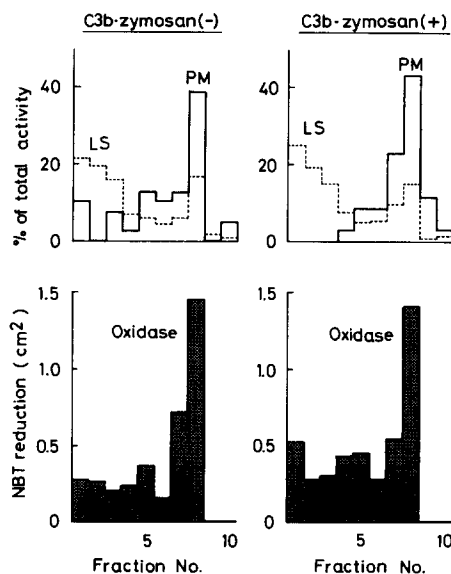 C3b·zymosan(-)
C3b·zymosan(+)
% of total activity
40
20
0
LS
PM
40
20
0
LS
PM
NBT reduction (cm²)
1.5
1.0
0.5
0
Oxidase
5
10
Fraction No.
1.5
1.0
0.5
0
Oxidase
5
10
Fraction No.